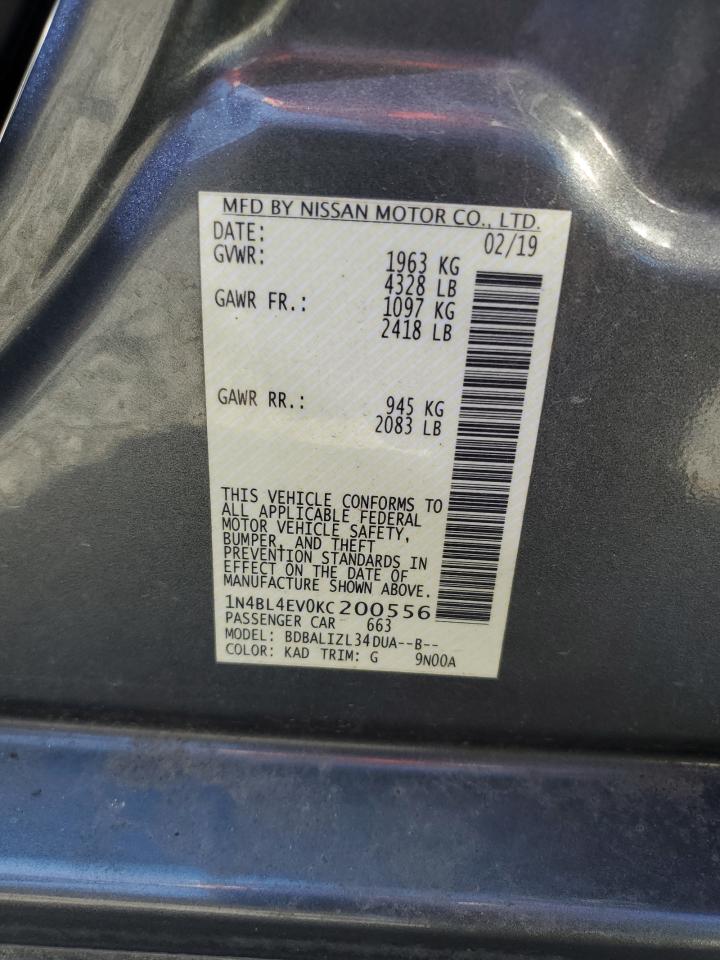 MFD BY NISSAN MOTOR CO., LTD.
DATE: 02/19
GVWR: 1963 KG
4328 LB
GAWR FR.: 1097 KG
2418 LB
GAWR RR.: 945 KG
2083 LB
THIS VEHICLE CONFORMS TO
ALL APPLICABLE FEDERAL
MOTOR VEHICLE SAFETY,
BUMPER, AND THEFT
PREVENTION STANDARDS IN
EFFECT ON THE DATE OF
MANUFACTURE SHOWN ABOVE.
1N4BL4EV0KC200556
PASSENGER CAR 663
MODEL: BDBALIZL34DUA--B--
COLOR: KAD TRIM: G 9N00A